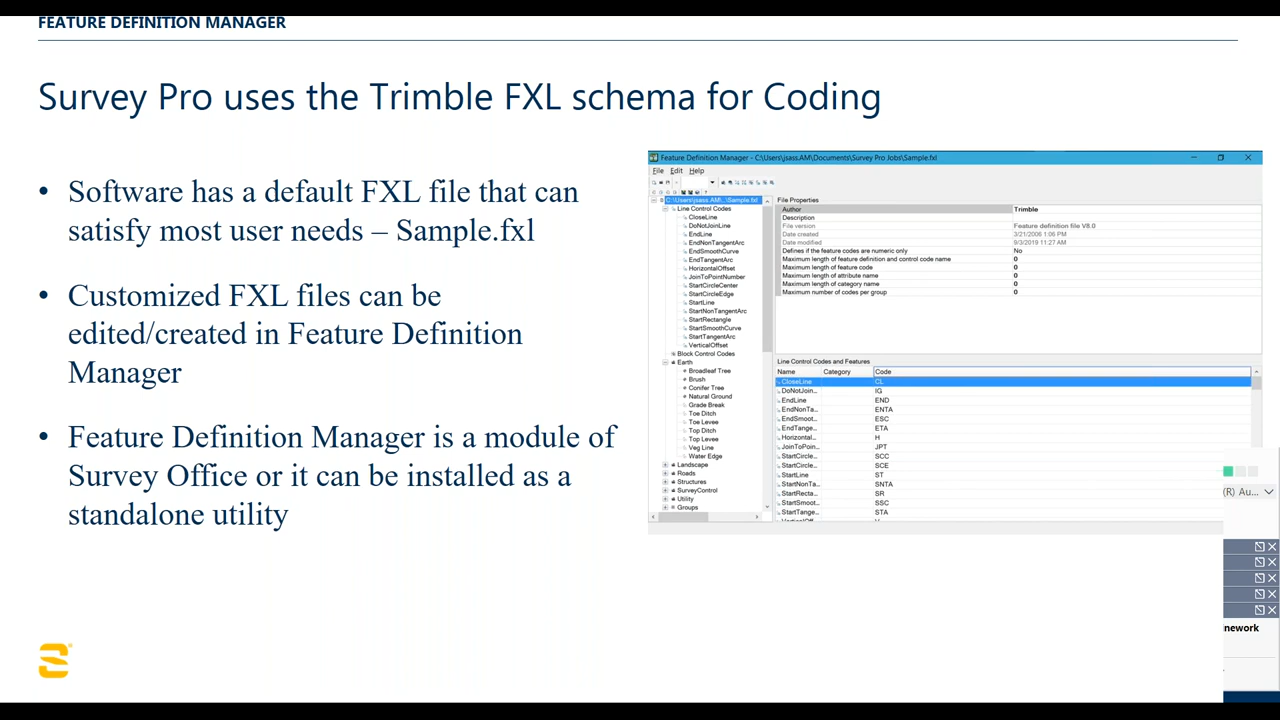 FEATURE DEFINITION MANAGER
Survey Pro uses the Trimble FXL schema for Coding
• Software has a default FXL file that can
satisfy most user needs – Sample.fxl
• Customized FXL files can be
edited/created in Feature Definition
Manager
• Feature Definition Manager is a module of
Survey Office or it can be installed as a
standalone utility
Feature Definition Manager - C:\Users\jsass.AM\Documents\Survey Pro Jobs\Sample.fxl
File Edit Help
C:\Users\jsass.AM\...\Sample.fxl
Line Control Codes
CloseLine
DoNotJoinLine
EndLine
EndNonTangentArc
EndSmoothCurve
EndTangentArc
HorizontalOffset
JoinToPointNumber
StartCircleCenter
StartCircleEdge
StartLine
StartNonTangentArc
StartRectangle
StartSmoothCurve
StartTangentArc
VerticalOffset
Block Control Codes
Earth
Broadleaf Tree
Brush
Conifer Tree
Natural Ground
Grade Break
Toe Ditch
Toe Levee
Top Ditch
Top Levee
Veg Line
Water Edge
Landscape
Roads
Structures
SurveyControl
Utility
Groups
File Properties
Author Trimble
Description
File version Feature definition file V8.0
Date created 3/21/2006 1:06 PM
Date modified 9/3/2019 11:27 AM
Defines if the feature codes are numeric only No
Maximum length of feature definition and control code name 0
Maximum length of feature code 0
Maximum length of attribute name 0
Maximum length of category name 0
Maximum number of codes per group 0
Line Control Codes and Features
Name Category Code
CloseLine CL
DoNotJoin... IG
EndLine END
EndNonTa... ENTA
EndSmoot... ESC
EndTange... ETA
Horizontal... H
JoinToPoin... JPT
StartCircle... SCC
StartCircle... SCE
StartLine ST
StartNonTa... SNTA
StartRecta... SR
StartSmoot... SSC
StartTange... STA
(R) Au...
nework